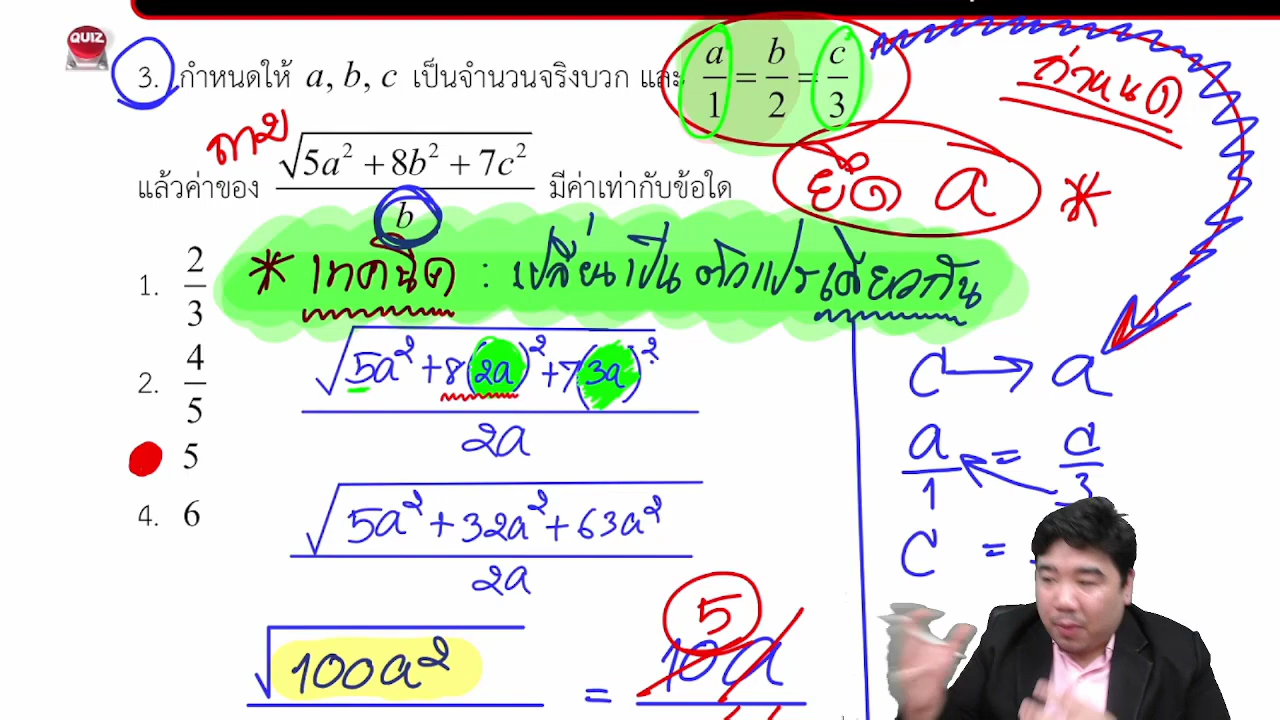 QUIZ
3. กำหนดให้ a, b, c เป็นจำนวนจริงบวก และ a/1 = b/2 = c/3
กำหนด
ถาม
แล้วค่าของ √(5a² + 8b² + 7c²) / b มีค่าเท่ากับข้อใด
ยึด a *
* เทคนิค : เปลี่ยนเป็น ตัวแปรเดียวกัน
1. 2/3
2. 4/5
5
4. 6
√(5a² + 8(2a)² + 7(3a)²) / 2a
√(5a² + 32a² + 63a²) / 2a
√(100a²) = 10a
5
c → a
a/1 = c/3
c =